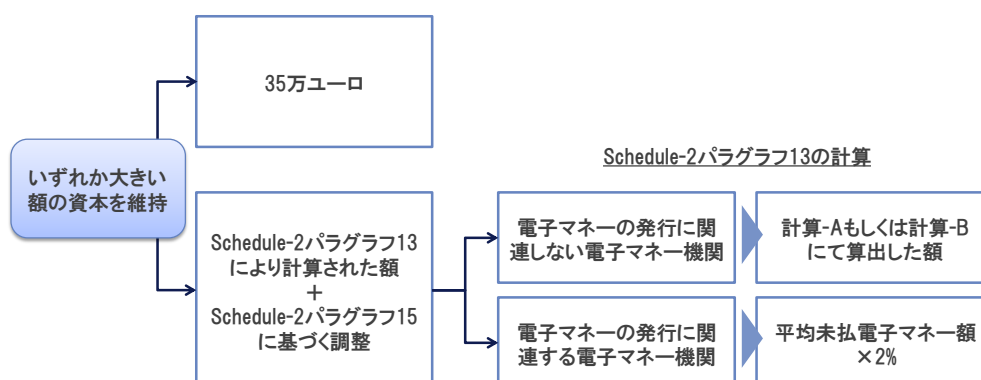 35万ユーロ
いずれか大きい
額の資本を維持
Schedule-2パラグラフ13
により計算された額
＋
Schedule-2パラグラフ15
に基づく調整
Schedule-2パラグラフ13の計算
電子マネーの発行に関
連しない電子マネー機関
計算-Aもしくは計算-B
にて算出した額
電子マネーの発行に関
連する電子マネー機関
平均未払電子マネー額
×2%